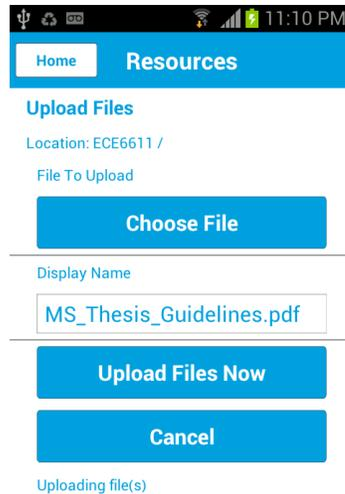 11:10 PM
Home
Resources
Upload Files
Location: ECE6611 /
File To Upload
Choose File
Display Name
MS_Thesis_Guidelines.pdf
Upload Files Now
Cancel
Uploading file(s)